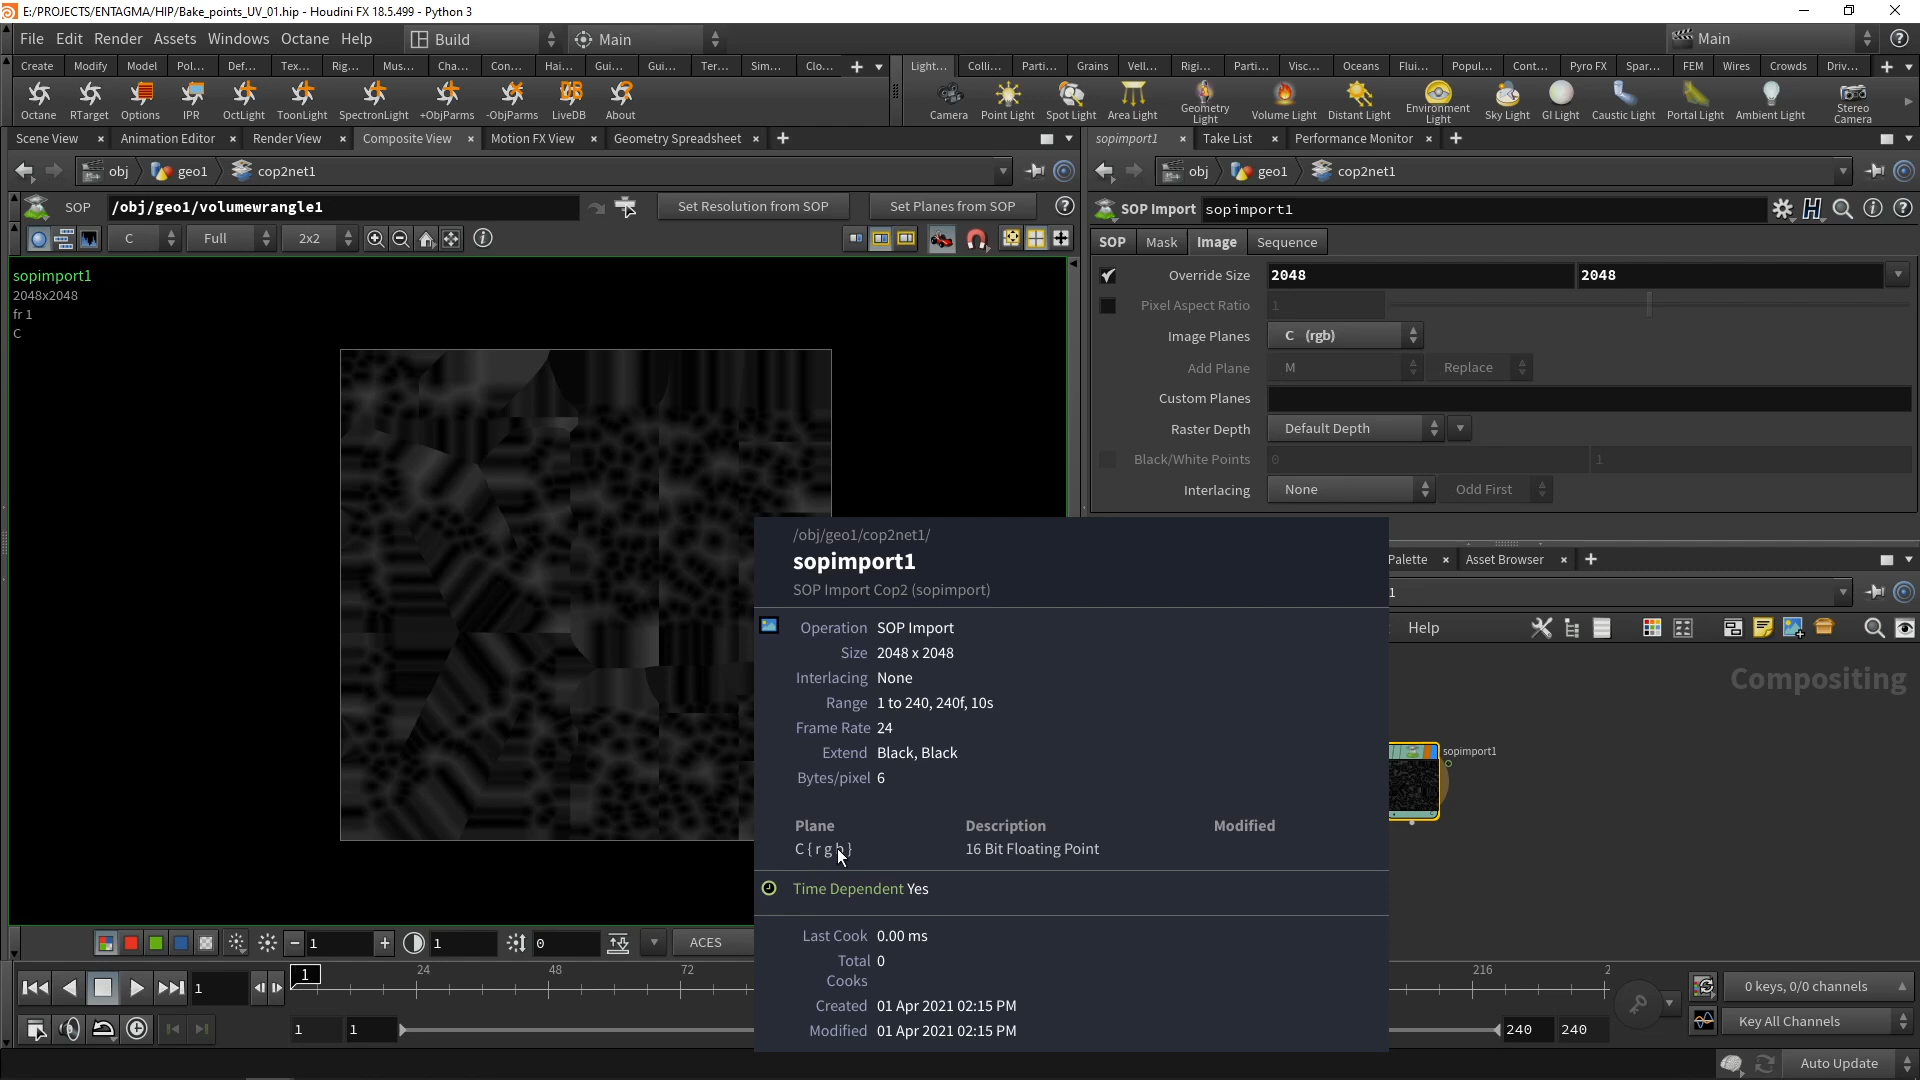 E:/PROJECTS/ENTAGMA/HIP/Bake_points_UV_01.hip - Houdini FX 18.5.499 - Python 3
File Edit Render Assets Windows Octane Help Build Main Main
Create Modify Model Pol... Def... Tex... Rig... Mus... Cha... Con... Hai... Gui... Gui... Ter... Sim... Clo... Light... Colli... Parti... Grains Vell... Rigi... Parti... Visc... Oceans Flui... Popul... Cont... Pyro FX Spar... FEM Wires Crowds Driv...
Octane RTarget Options IPR OctLight ToonLight SpectronLight +ObjParms -ObjParms LiveDB About Camera Point Light Spot Light Area Light Geometry Light Volume Light Distant Light Environment Light Sky Light GI Light Caustic Light Portal Light Ambient Light Stereo Camera
Scene View Animation Editor Render View Composite View Motion FX View Geometry Spreadsheet sopimport1 Take List Performance Monitor
obj geo1 cop2net1 obj geo1 cop2net1
SOP /obj/geo1/volumewrangle1 Set Resolution from SOP Set Planes from SOP SOP Import sopimport1
C Full 2x2 SOP Mask Image Sequence
sopimport1
2048x2048
fr 1
C
Override Size 2048 2048
Pixel Aspect Ratio 1
Image Planes C (rgb)
Add Plane M Replace
Custom Planes
Raster Depth Default Depth
Black/White Points 0 1
Interlacing None Odd First
/obj/geo1/cop2net1/
sopimport1
SOP Import Cop2 (sopimport)
Operation SOP Import
Size 2048 x 2048
Interlacing None
Range 1 to 240, 240f, 10s
Frame Rate 24
Extend Black, Black
Bytes/pixel 6
Plane Description Modified
C { r g b } 16 Bit Floating Point
Time Dependent Yes
Last Cook 0.00 ms
Total Cooks 0
Created 01 Apr 2021 02:15 PM
Modified 01 Apr 2021 02:15 PM
Palette Asset Browser
1
Help
Compositing
sopimport1
1 1 0 ACES
1 1 24 48 72 216 2 0 keys, 0/0 channels
1 1 240 240 Key All Channels
Auto Update